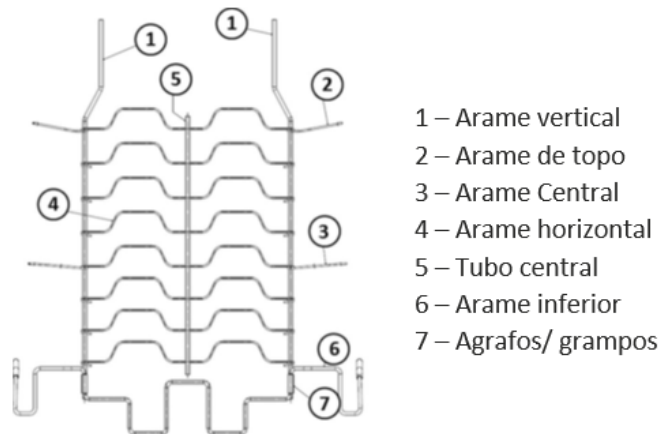 1
1
5
2
4
3
6
7
1 – Arame vertical
2 – Arame de topo
3 – Arame Central
4 – Arame horizontal
5 – Tubo central
6 – Arame inferior
7 – Agrafos/ grampos